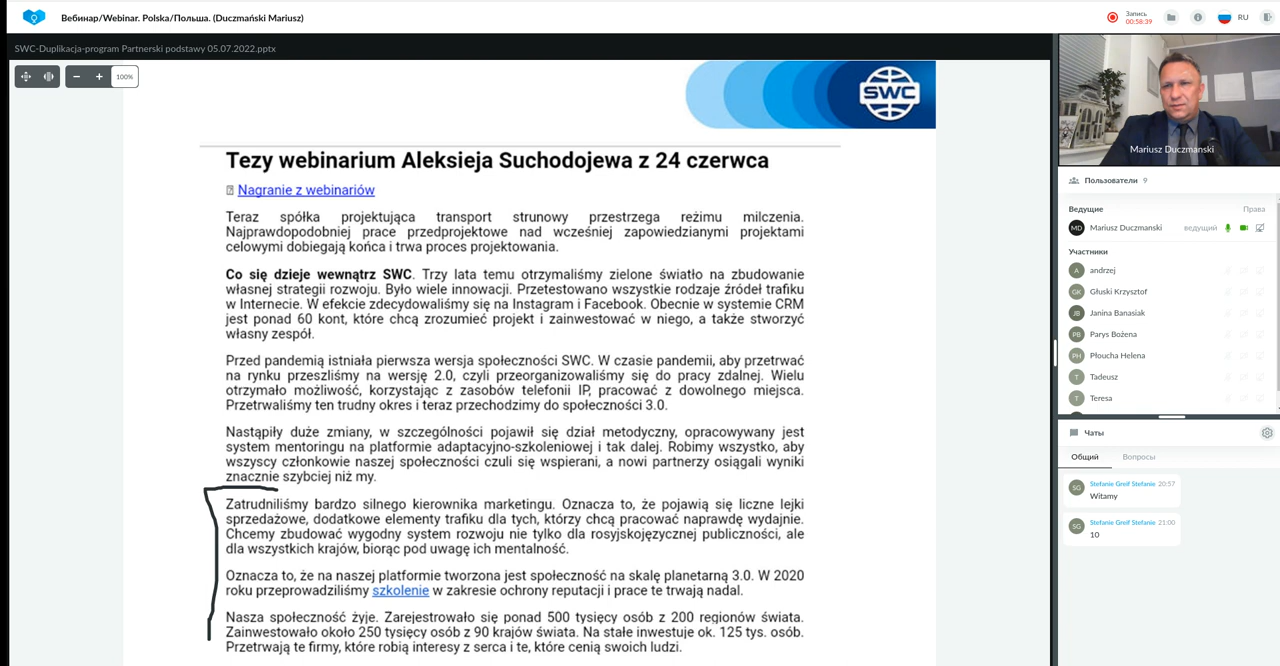 Вебинар/Webinar. Polska/Польша. (Duczmański Mariusz)
Запись
00:58:39
RU
SWC-Duplikacja-program Partnerski podstawy 05.07.2022.pptx
100%
SWC
Tezy webinarium Aleksieja Suchodojewa z 24 czerwca
Nagranie z webinariów
Teraz spółka projektująca transport strunowy przestrzega reżimu milczenia.
Najprawdopodobniej prace przedprojektowe nad wcześniej zapowiedzianymi projektami
celowymi dobiegają końca i trwa proces projektowania.
Co się dzieje wewnątrz SWC. Trzy lata temu otrzymaliśmy zielone światło na zbudowanie
własnej strategii rozwoju. Było wiele innowacji. Przetestowano wszystkie rodzaje źródeł trafiku
w Internecie. W efekcie zdecydowaliśmy się na Instagram i Facebook. Obecnie w systemie CRM
jest ponad 60 kont, które chcą zrozumieć projekt i zainwestować w niego, a także stworzyć
własny zespół.
Przed pandemią istniała pierwsza wersja społeczności SWC. W czasie pandemii, aby przetrwać
na rynku przeszliśmy na wersję 2.0, czyli przeorganizowaliśmy się do pracy zdalnej. Wielu
otrzymało możliwość, korzystając z zasobów telefonii IP, pracować z dowolnego miejsca.
Przetrwaliśmy ten trudny okres i teraz przechodzimy do społeczności 3.0.
Nastąpiły duże zmiany, w szczególności pojawił się dział metodyczny, opracowywany jest
system mentoringu na platformie adaptacyjno-szkoleniowej i tak dalej. Robimy wszystko, aby
wszyscy członkowie naszej społeczności czuli się wspierani, a nowi partnerzy osiągali wyniki
znacznie szybciej niż my.
Zatrudniliśmy bardzo silnego kierownika marketingu. Oznacza to, że pojawią się liczne lejki
sprzedażowe, dodatkowe elementy trafiku dla tych, którzy chcą pracować naprawdę wydajnie.
Chcemy zbudować wygodny system rozwoju nie tylko dla rosyjskojęzycznej publiczności, ale
dla wszystkich krajów, biorąc pod uwagę ich mentalność.
Oznacza to, że na naszej platformie tworzona jest społeczność na skalę planetarną 3.0. W 2020
roku przeprowadziliśmy szkolenie w zakresie ochrony reputacji i prace te trwają nadal.
Nasza społeczność żyje. Zarejestrowało się ponad 500 tysięcy osób z 200 regionów świata.
Zainwestowało około 250 tysięcy osób z 90 krajów świata. Na stałe inwestuje ok. 125 tys. osób.
Przetrwają te firmy, które robią interesy z serca i te, które cenią swoich ludzi.
Mariusz Duczmanski
Пользователи 9
Ведущие Права
MD Mariusz Duczmanski ведущий
Участники
A andrzej
GK Głuski Krzysztof
JB Janina Banasiak
PB Parys Bożena
PH Płoucha Helena
T Tadeusz
T Teresa
Чаты
Общий Вопросы
SG Stefanie Greif Stefanie 20:57
Witamy
SG Stefanie Greif Stefanie 21:00
10